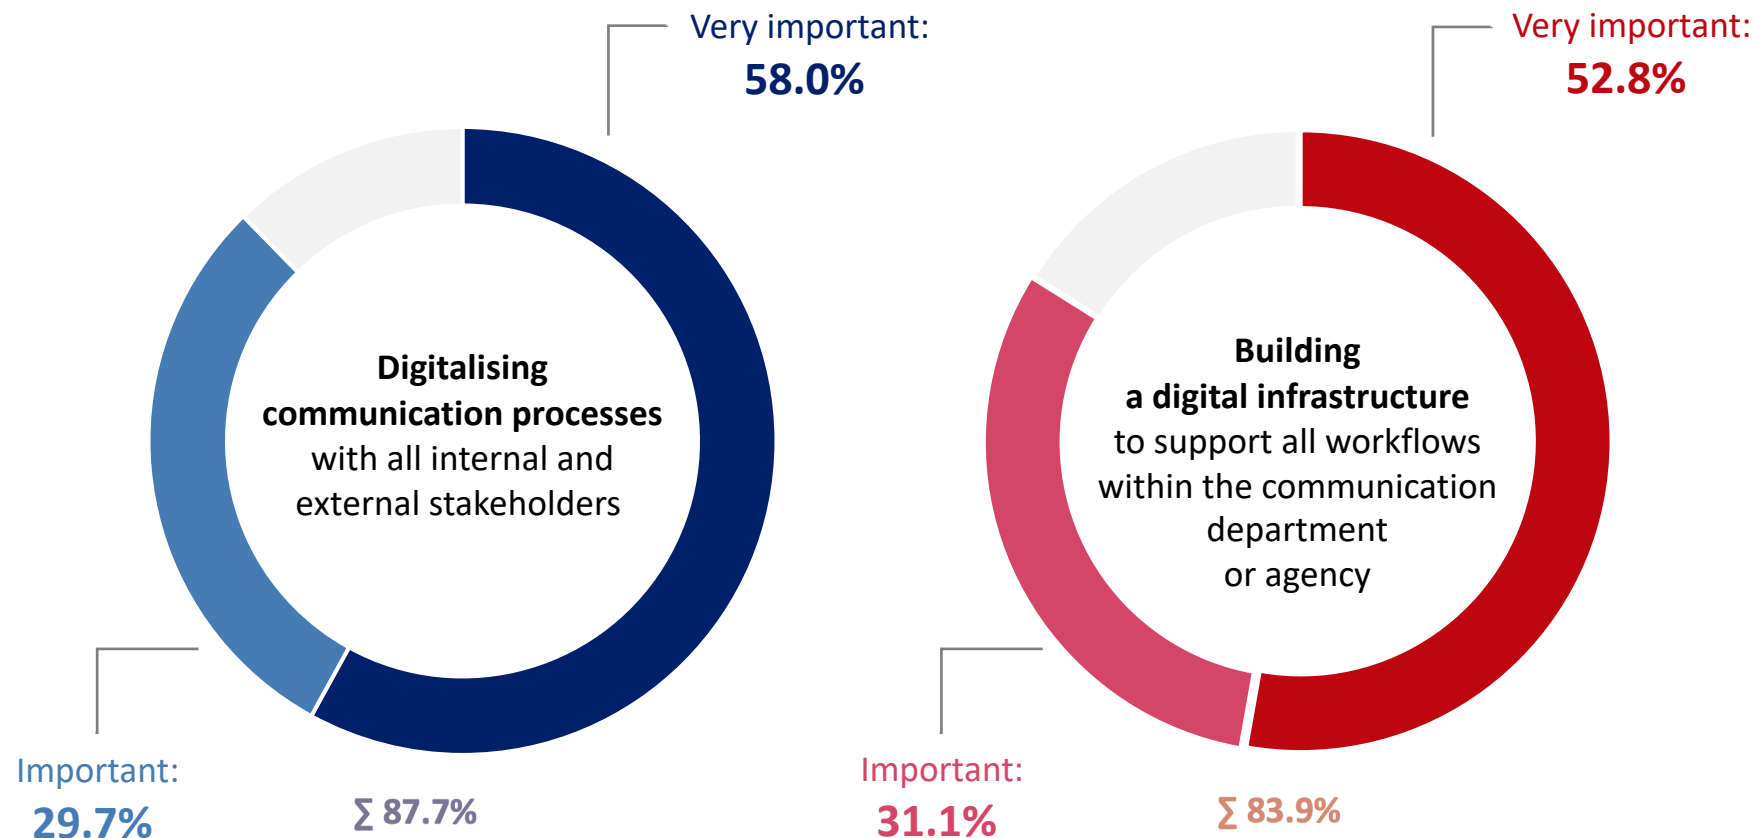 Very important:
58.0%
Digitalising
communication processes
with all internal and
external stakeholders
Important:
29.7%
∑ 87.7%
Very important:
52.8%
Building
a digital infrastructure
to support all workflows
within the communication
department
or agency
Important:
31.1%
∑ 83.9%